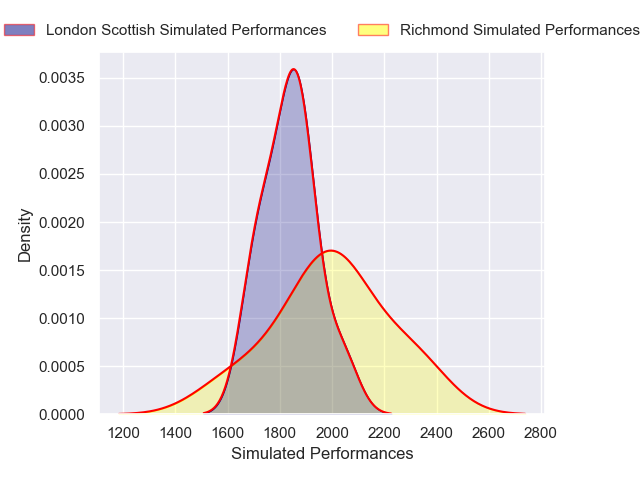 London Scottish Simulated Performances Richmond Simulated Performances
0.0035
0.0030
0.0025
0.0020
0.0015
0.0010
0.0005
0.0000
Density
1200 1400 1600 1800 2000 2200 2400 2600 2800
Simulated Performances